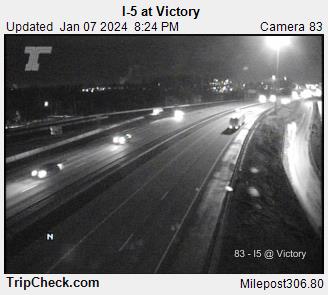 I-5 at Victory
Updated Jan 07 2024 8:24 PM Camera 83
T
N
83 - I5 @ Victory
TripCheck.com Milepost306.80